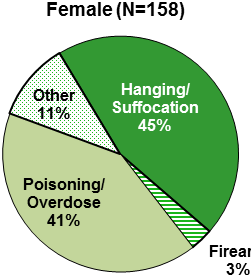 Female (N=158)
Hanging/
Suffocation
45%
Other
11%
Poisoning/
Overdose
41%
Firear
3%